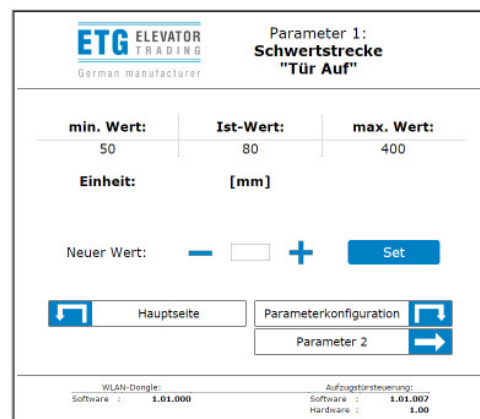 ETG ELEVATOR TRADING
German manufacturer
Parameter 1:
Schwertstrecke
"Tür Auf"
min. Wert: Ist-Wert: max. Wert:
50 80 400
Einheit: [mm]
Neuer Wert: − + Set
Hauptseite Parameterkonfiguration
Parameter 2
WLAN-Dongle: Aufzugstürsteuerung:
Software : 1.01.000 Software : 1.01.007
Hardware : 1.00